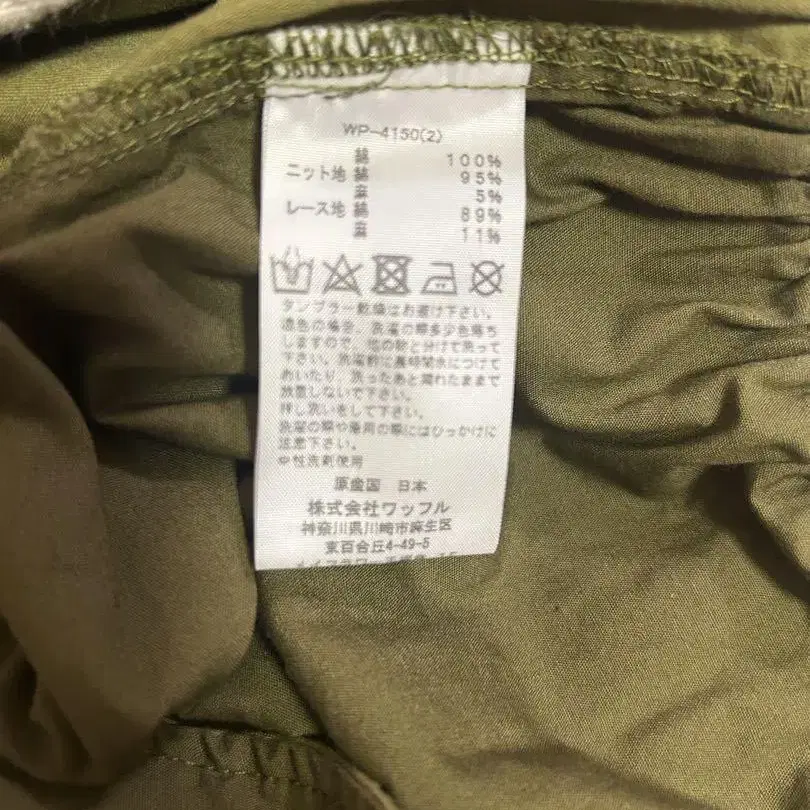 WP-4150(2)
綿 100%
ニット地 綿 95%
麻 5%
レース地 綿 89%
麻 11%
タンブラー乾燥はお避け下さい。
濃色の場合、洗濯の際多少色落ち
しますので、他の物と分けて洗って
下さい。洗濯前に長時間水につけて
おいたり、洗ったあと濡れたままで
放置しないで下さい。
押し洗いをして下さい。
洗濯の際や着用の際にはひっかけに
注意下さい。
中性洗剤使用
原産国 日本
株式会社ワッフル
神奈川県川崎市麻生区
東百合丘4-49-5